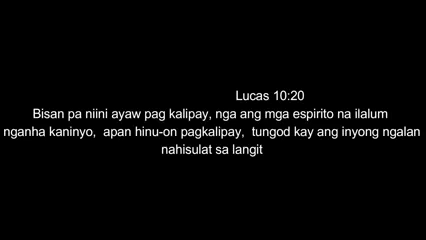 Lucas 10:20
Bisan pa niini ayaw pag kalipay, nga ang mga espirito na ilalum
nganha kaninyo,  apan hinu-on pagkalipay,  tungod kay ang inyong ngalan
nahisulat sa langit